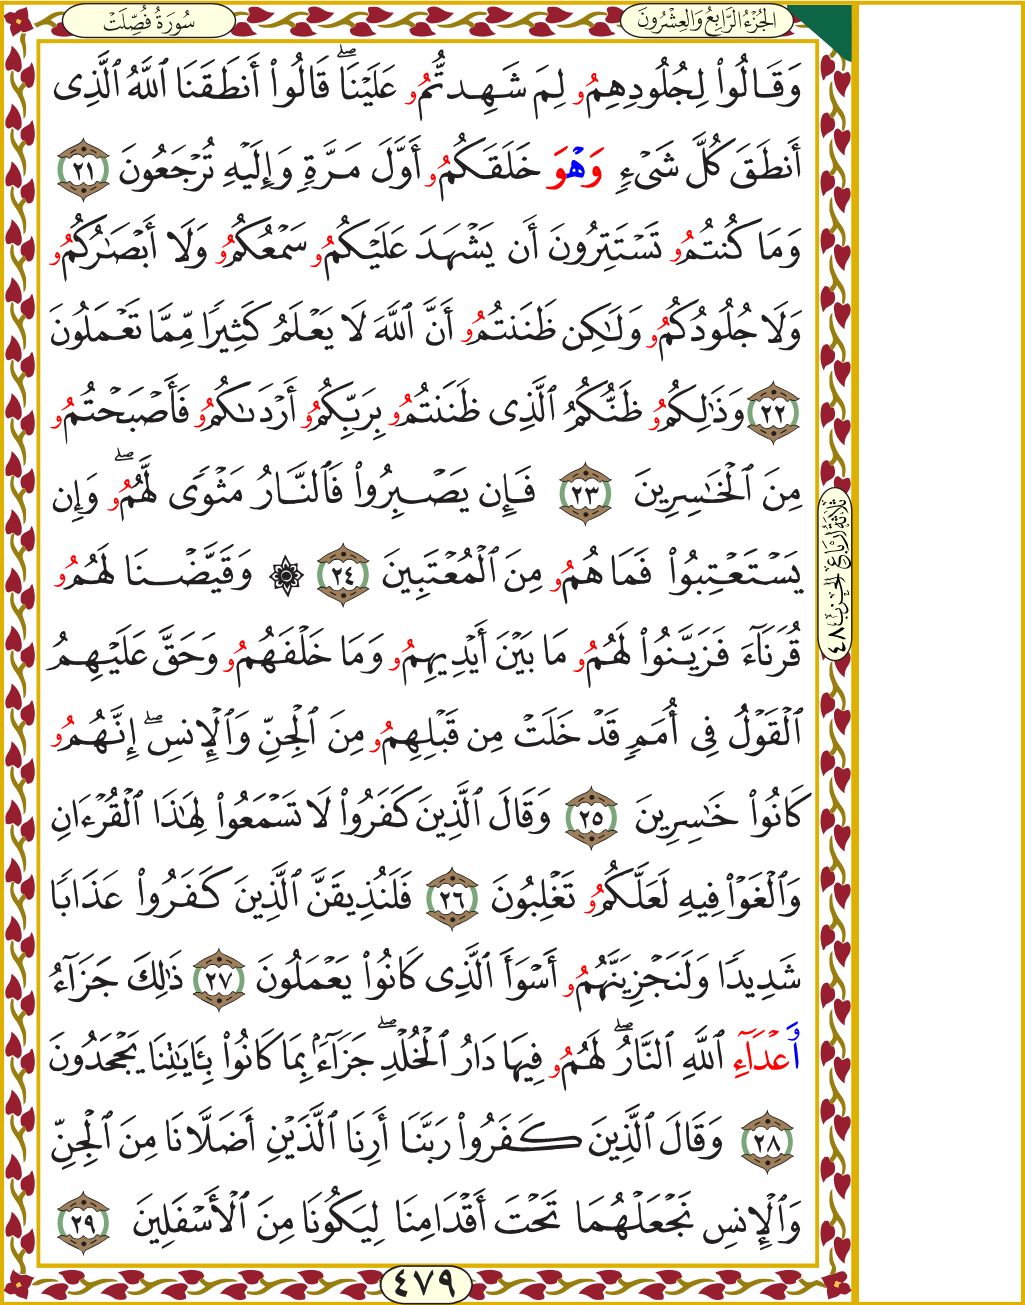 سُورَةُ فُصِّلَتْ
الجُزْءُ الرَّابِعُ وَالعِشْرُونَ
وَقَالُوا۟ لِجُلُودِهِمُۥ لِمَ شَهِدتُّمُۥ عَلَيْنَاۖ قَالُوٓا۟ أَنطَقَنَا ٱللَّهُ ٱلَّذِى
أَنطَقَ كُلَّ شَىْءٍ وَهْوَ خَلَقَكُمُۥ أَوَّلَ مَرَّةٍ وَإِلَيْهِ تُرْجَعُونَ ٢١
وَمَا كُنتُمُۥ تَسْتَتِرُونَ أَن يَشْهَدَ عَلَيْكُمُۥ سَمْعُكُمُۥ وَلَا أَبْصَٰرُكُمُۥ
وَلَا جُلُودُكُمُۥ وَلَٰكِن ظَنَنتُمُۥ أَنَّ ٱللَّهَ لَا يَعْلَمُ كَثِيرًا مِّمَّا تَعْمَلُونَ
٢٢ وَذَٰلِكُمُۥ ظَنُّكُمُ ٱلَّذِى ظَنَنتُمُۥ بِرَبِّكُمُۥ أَرْدَىٰكُمُۥ فَأَصْبَحْتُمُۥ
مِنَ ٱلْخَٰسِرِينَ ٢٣ فَإِن يَصْبِرُوا۟ فَٱلنَّارُ مَثْوًى لَّهُمُۥۖ وَإِن
يَسْتَعْتِبُوا۟ فَمَا هُمُۥ مِنَ ٱلْمُعْتَبِينَ ٢٤ ۞ وَقَيَّضْنَا لَهُمُۥ
قُرَنَآءَ فَزَيَّنُوا۟ لَهُمُۥ مَا بَيْنَ أَيْدِيهِمُۥ وَمَا خَلْفَهُمُۥ وَحَقَّ عَلَيْهِمُ
ٱلْقَوْلُ فِى أُمَمٍ قَدْ خَلَتْ مِن قَبْلِهِمُۥ مِنَ ٱلْجِنِّ وَٱلْإِنسِۖ إِنَّهُمُۥ
كَانُوا۟ خَٰسِرِينَ ٢٥ وَقَالَ ٱلَّذِينَ كَفَرُوا۟ لَا تَسْمَعُوا۟ لِهَٰذَا ٱلْقُرْءَانِ
وَٱلْغَوْا۟ فِيهِ لَعَلَّكُمُۥ تَغْلِبُونَ ٢٦ فَلَنُذِيقَنَّ ٱلَّذِينَ كَفَرُوا۟ عَذَابًا
شَدِيدًا وَلَنَجْزِيَنَّهُمُۥ أَسْوَأَ ٱلَّذِى كَانُوا۟ يَعْمَلُونَ ٢٧ ذَٰلِكَ جَزَآءُ
أَعْدَآءِ ٱللَّهِ ٱلنَّارُۖ لَهُمُۥ فِيهَا دَارُ ٱلْخُلْدِۖ جَزَآءًۢ بِمَا كَانُوا۟ بِـَٔايَٰتِنَا يَجْحَدُونَ
٢٨ وَقَالَ ٱلَّذِينَ كَفَرُوا۟ رَبَّنَا أَرِنَا ٱلَّذَيْنِ أَضَلَّانَا مِنَ ٱلْجِنِّ
وَٱلْإِنسِ نَجْعَلْهُمَا تَحْتَ أَقْدَامِنَا لِيَكُونَا مِنَ ٱلْأَسْفَلِينَ ٢٩
ثَلَاثَةُ أَرْبَاعِ الحِزْبِ ٤٨
٤٧٩